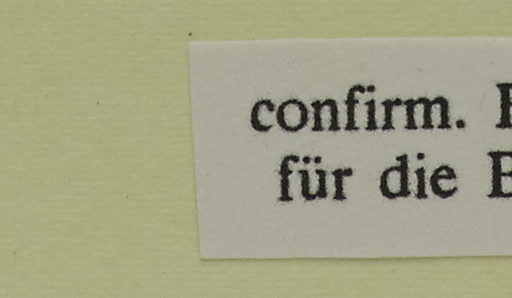 confirm.
für die